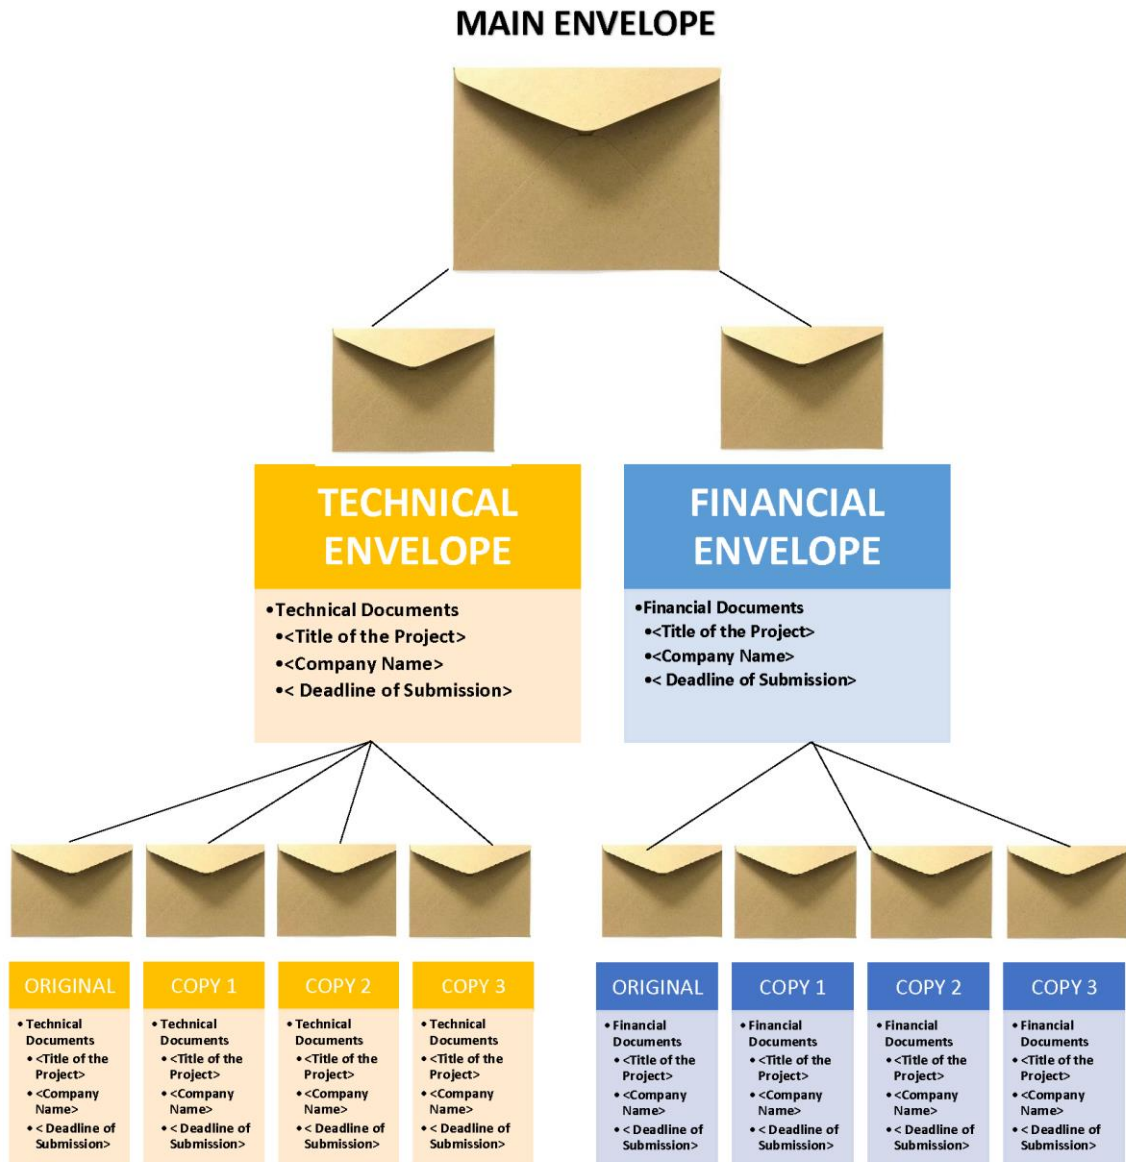 MAIN ENVELOPE
TECHNICAL
ENVELOPE
•Technical Documents
•<Title of the Project>
•<Company Name>
•< Deadline of Submission>
FINANCIAL
ENVELOPE
•Financial Documents
•<Title of the Project>
•<Company Name>
•< Deadline of Submission>
ORIGINAL
• Technical
Documents
• <Title of the
Project>
• <Company
Name>
• < Deadline of
Submission>
COPY 1
• Technical
Documents
• <Title of the
Project>
• <Company
Name>
• < Deadline of
Submission>
COPY 2
• Technical
Documents
• <Title of the
Project>
• <Company
Name>
• < Deadline of
Submission>
COPY 3
• Technical
Documents
• <Title of the
Project>
• <Company
Name>
• < Deadline of
Submission>
ORIGINAL
• Financial
Documents
• <Title of the
Project>
• <Company
Name>
• < Deadline of
Submission>
COPY 1
• Financial
Documents
• <Title of the
Project>
• <Company
Name>
• < Deadline of
Submission>
COPY 2
• Financial
Documents
• <Title of the
Project>
• <Company
Name>
• < Deadline of
Submission>
COPY 3
• Financial
Documents
• <Title of the
Project>
• <Company
Name>
• < Deadline of
Submission>